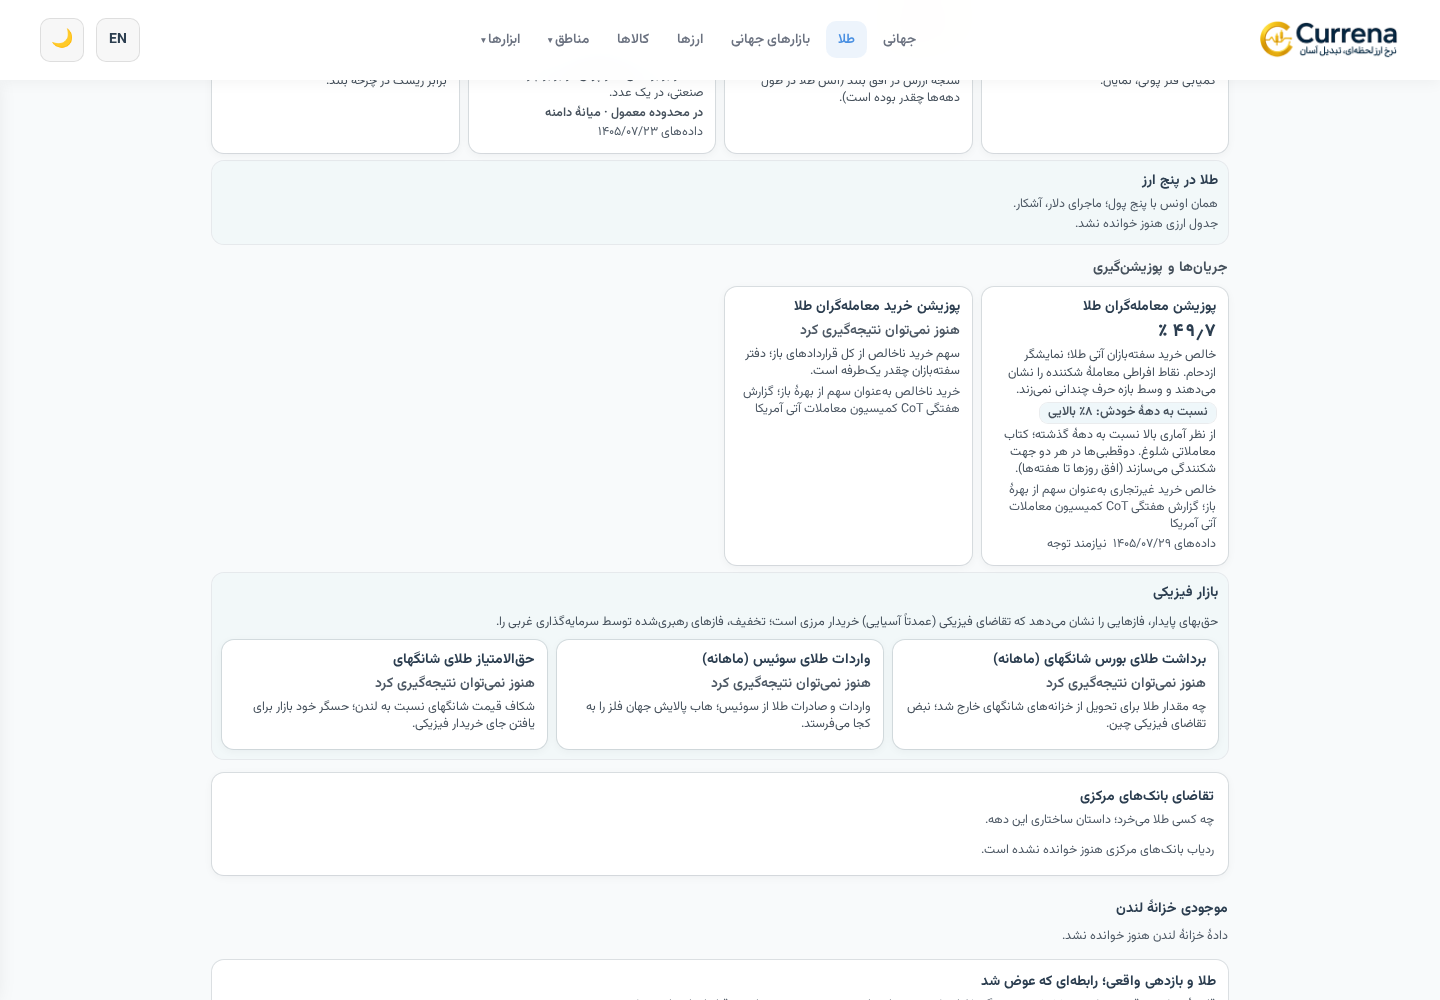 Currena
نرخ ارز لحظه‌ای، تبدیل آسان
جهانی
طلا
بازارهای جهانی
ارزها
کالاها
مناطق ▾
ابزارها ▾
EN
کمیابی فلز پولی، نمایان.
سنجهٔ ارزش در افق بلند (انس طلا در طول
دهه‌ها چقدر بوده است).
صنعتی، در یک عدد.
در محدوده معمول · میانهٔ دامنه
داده‌های ۱۴۰۵/۰۷/۲۳
برابر ریسک در چرخهٔ بلند.
طلا در پنج ارز
همان اونس با پنج پول؛ ماجرای دلار، آشکار.
جدول ارزی هنوز خوانده نشد.
جریان‌ها و پوزیشن‌گیری
پوزیشن معامله‌گران طلا
۴۹٫۷ ٪
خالص خرید سفته‌بازان آتی طلا؛ نمایشگر
ازدحام. نقاط افراطی معاملهٔ شکننده را نشان
می‌دهند و وسط بازه حرف چندانی نمی‌زند.
نسبت به دههٔ خودش: ۸٪ بالایی
از نظر آماری بالا نسبت به دههٔ گذشته؛ کتاب
معاملاتی شلوغ. دوقطبی‌ها در هر دو جهت
شکنندگی می‌سازند (افق روزها تا هفته‌ها).
خالص خرید غیرتجاری به‌عنوان سهم از بهرهٔ
باز؛ گزارش هفتگی CoT کمیسیون معاملات
آتی آمریکا
داده‌های ۱۴۰۵/۰۷/۲۹ نیازمند توجه
پوزیشن خرید معامله‌گران طلا
هنوز نمی‌توان نتیجه‌گیری کرد
سهم خرید ناخالص از کل قراردادهای باز؛ دفتر
سفته‌بازان چقدر یک‌طرفه است.
خرید ناخالص به‌عنوان سهم از بهرهٔ باز؛ گزارش
هفتگی CoT کمیسیون معاملات آتی آمریکا
بازار فیزیکی
حق‌بهای پایدار، فازهایی را نشان می‌دهد که تقاضای فیزیکی (عمدتاً آسیایی) خریدار مرزی است؛ تخفیف، فازهای رهبری‌شده توسط سرمایه‌گذاری غربی را.
برداشت طلای بورس شانگهای (ماهانه)
هنوز نمی‌توان نتیجه‌گیری کرد
چه مقدار طلا برای تحویل از خزانه‌های شانگهای خارج شد؛ نبض
تقاضای فیزیکی چین.
واردات طلای سوئیس (ماهانه)
هنوز نمی‌توان نتیجه‌گیری کرد
واردات و صادرات طلا از سوئیس؛ هاب پالایش جهان فلز را به
کجا می‌فرستد.
حق‌الامتیاز طلای شانگهای
هنوز نمی‌توان نتیجه‌گیری کرد
شکاف قیمت شانگهای نسبت به لندن؛ حسگر خود بازار برای
یافتن جای خریدار فیزیکی.
تقاضای بانک‌های مرکزی
چه کسی طلا می‌خرد؛ داستان ساختاری این دهه.
ردیاب بانک‌های مرکزی هنوز خوانده نشده است.
موجودی خزانهٔ لندن
دادهٔ خزانهٔ لندن هنوز خوانده نشد.
طلا و بازدهی واقعی؛ رابطه‌ای که عوض شد